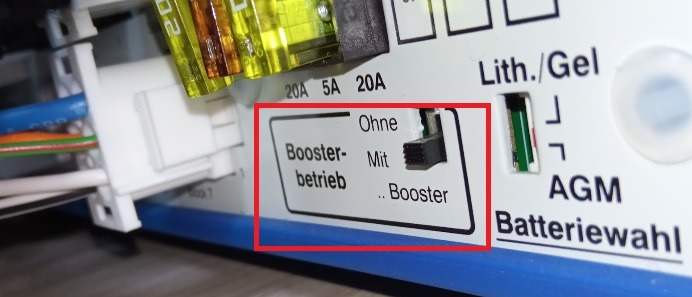 20A 5A 20A
Lith./Gel
Ohne
Booster-
betrieb
Mit
.. Booster
AGM
Batteriewahl